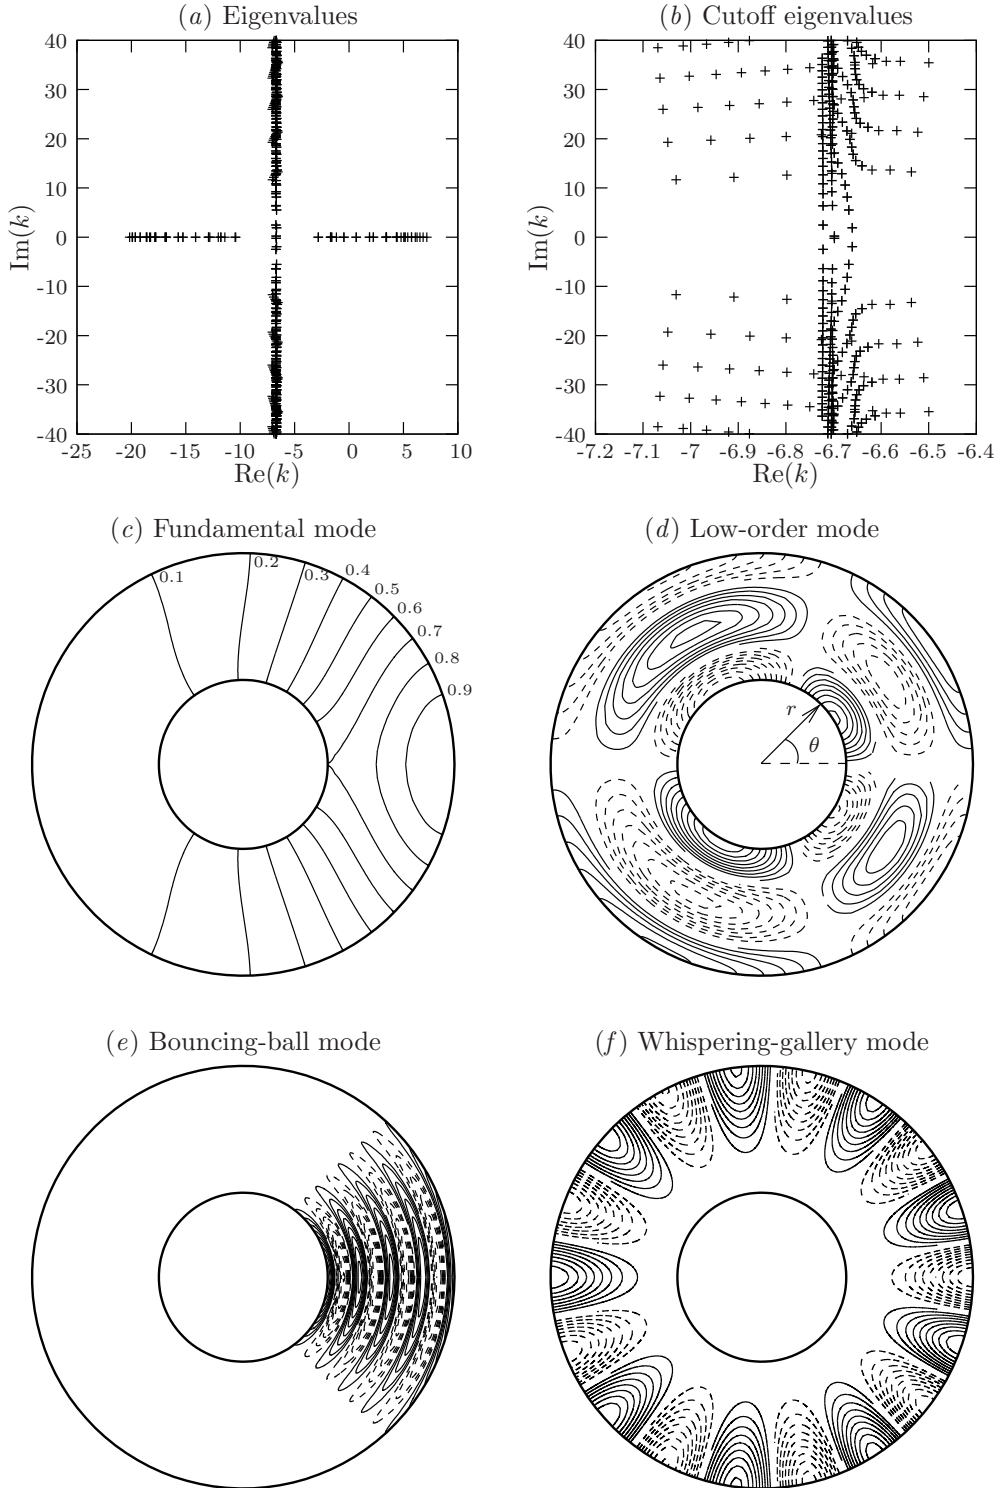 (a) Eigenvalues
(b) Cutoff eigenvalues
40
30
20
10
0
-10
-20
-30
-40
Im(k)
-25 -20 -15 -10 -5 0 5 10
Re(k)
40
30
20
10
0
-10
-20
-30
-40
Im(k)
-7.2 -7.1 -7 -6.9 -6.8 -6.7 -6.6 -6.5 -6.4
Re(k)
(c) Fundamental mode
0.1
0.2
0.3
0.4
0.5
0.6
0.7
0.8
0.9
(d) Low-order mode
r
θ
(e) Bouncing-ball mode
(f) Whispering-gallery mode